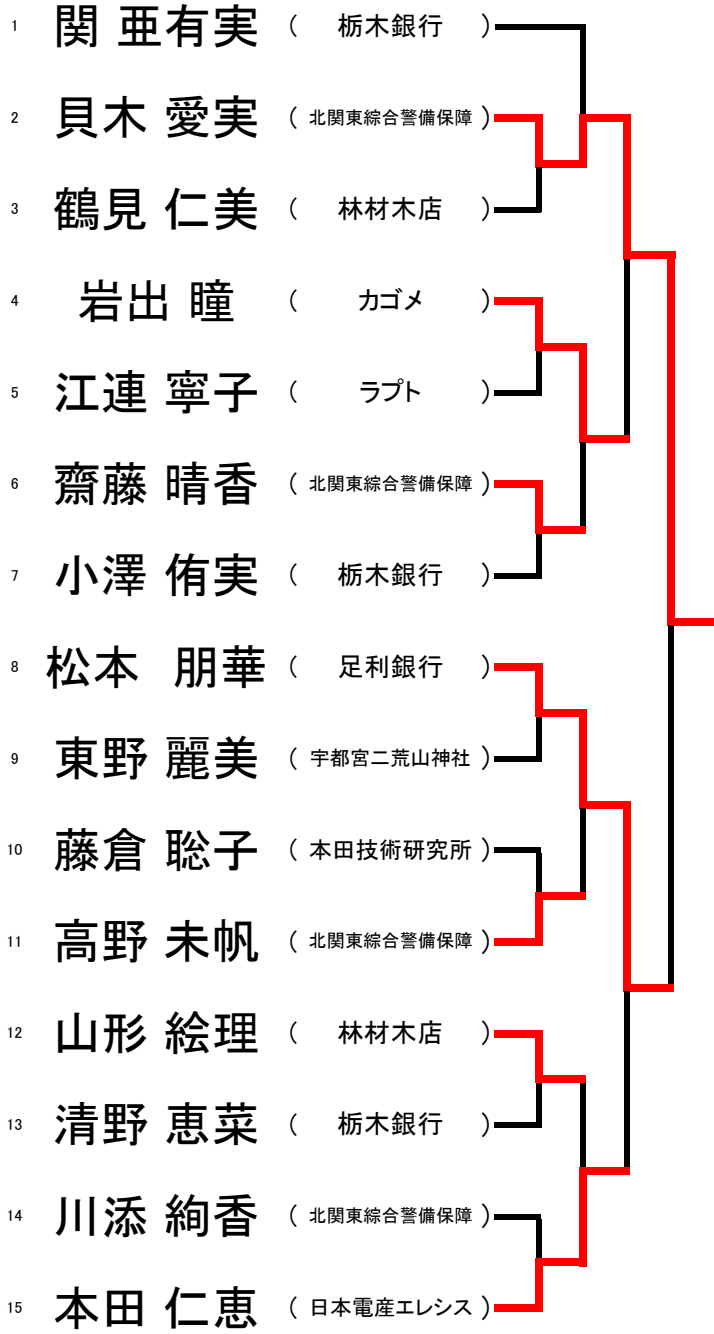 1 関 亜有実 ( 栃木銀行 )
2 貝木 愛実 ( 北関東綜合警備保障 )
3 鶴見 仁美 ( 林材木店 )
4 岩出 瞳 ( カゴメ )
5 江連 寧子 ( ラプト )
6 齋藤 晴香 ( 北関東綜合警備保障 )
7 小澤 侑実 ( 栃木銀行 )
8 松本 朋華 ( 足利銀行 )
9 東野 麗美 ( 宇都宮二荒山神社 )
10 藤倉 聡子 ( 本田技術研究所 )
11 高野 未帆 ( 北関東綜合警備保障 )
12 山形 絵理 ( 林材木店 )
13 清野 恵菜 ( 栃木銀行 )
14 川添 絢香 ( 北関東綜合警備保障 )
15 本田 仁恵 ( 日本電産エレシス )